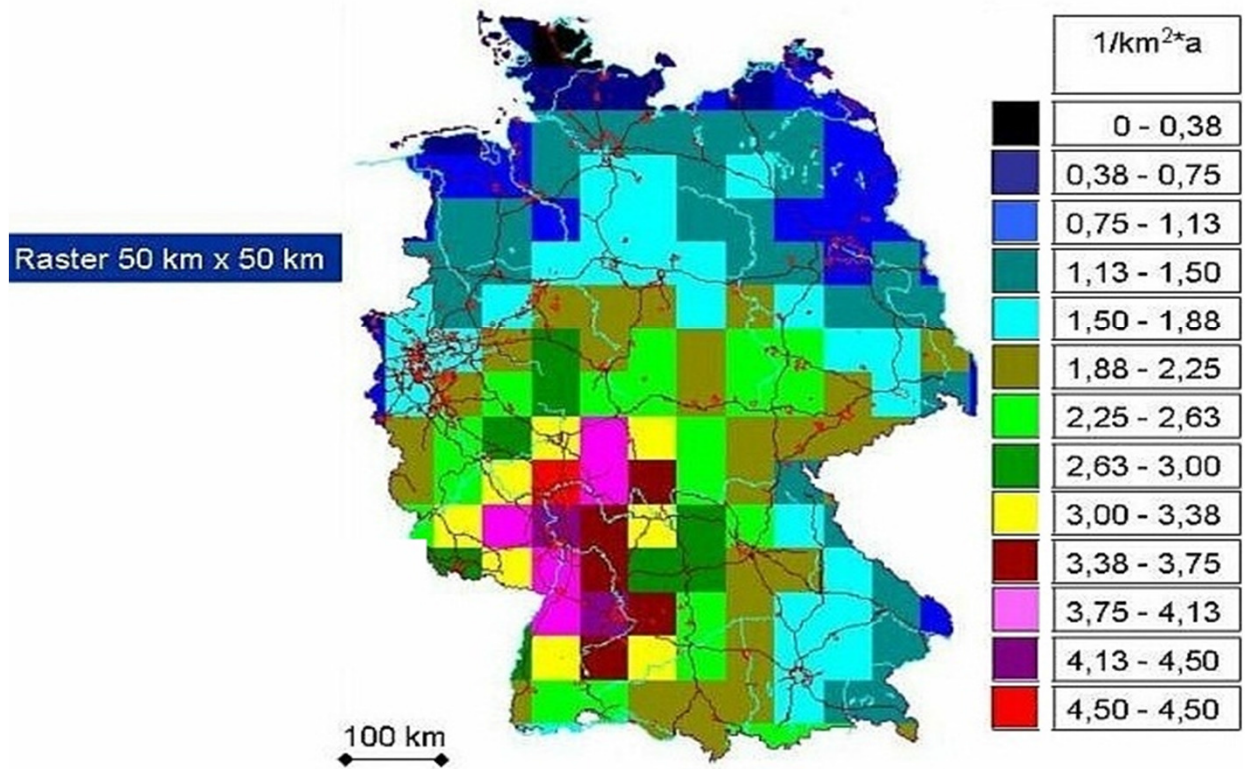 1/km²*a
0 - 0,38
0,38 - 0,75
Raster 50 km x 50 km
0,75 - 1,13
1,13 - 1,50
1,50 - 1,88
1,88 - 2,25
2,25 - 2,63
2,63 - 3,00
3,00 - 3,38
3,38 - 3,75
3,75 - 4,13
4,13 - 4,50
4,50 - 4,50
100 km